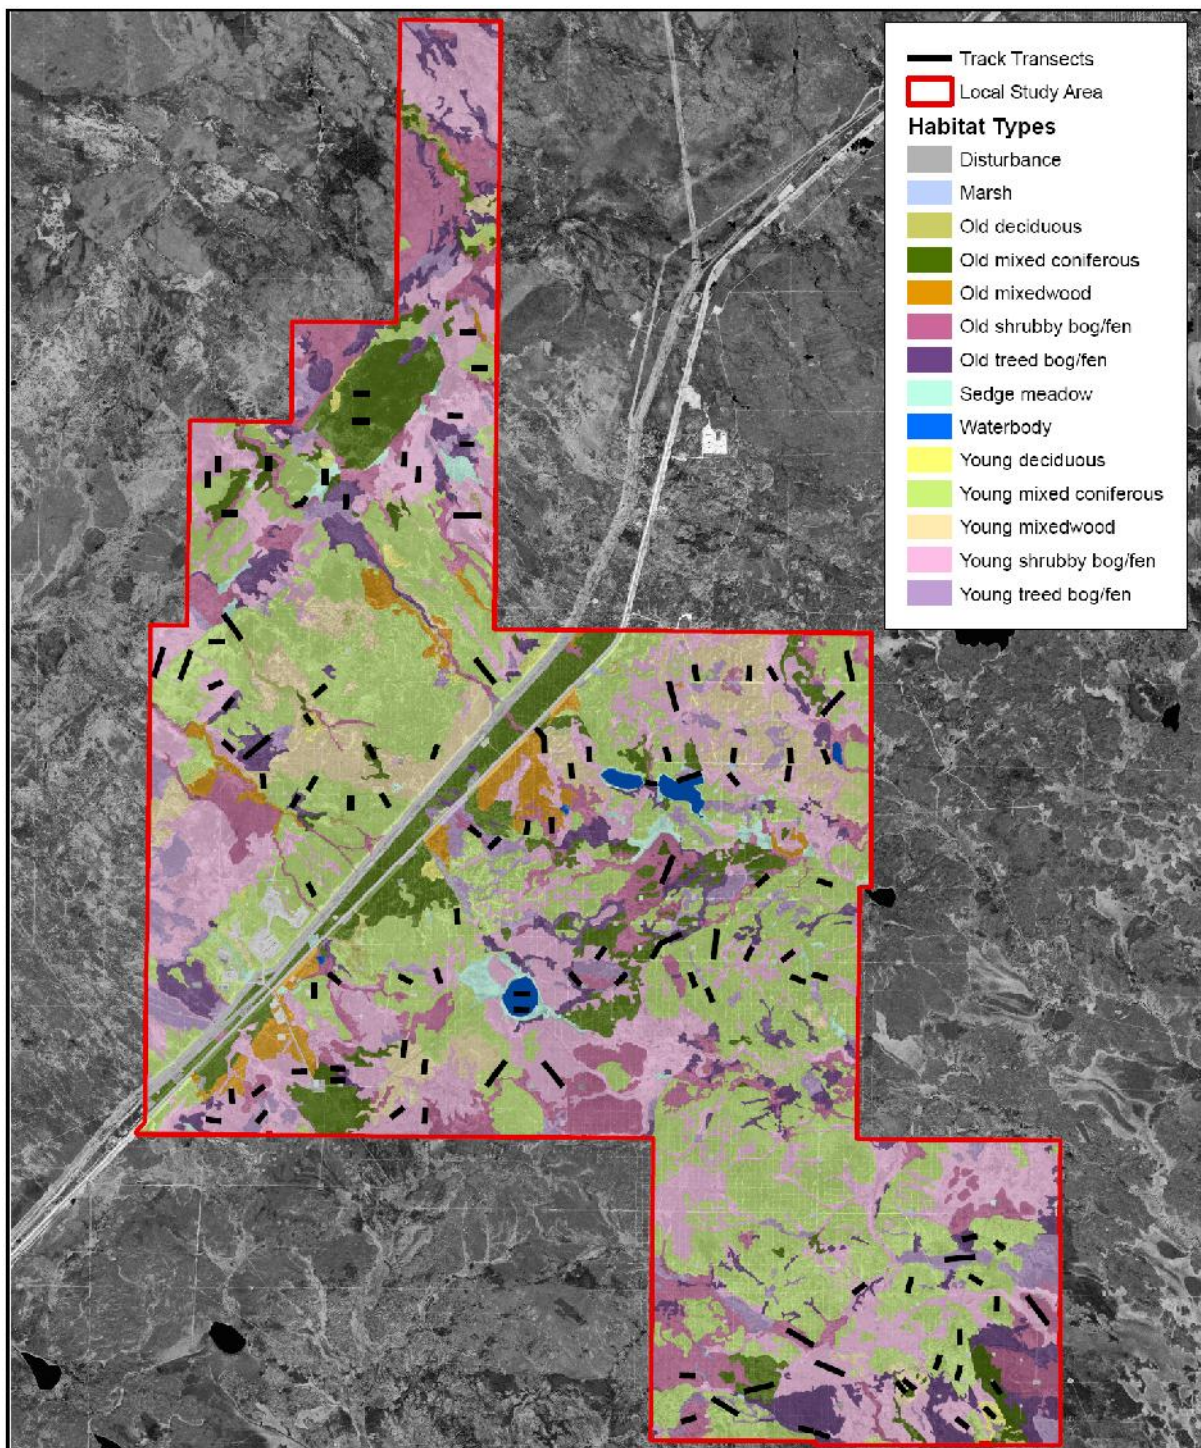 Track Transects
Local Study Area
Habitat Types
Disturbance
Marsh
Old deciduous
Old mixed coniferous
Old mixedwood
Old shrubby bog/fen
Old treed bog/fen
Sedge meadow
Waterbody
Young deciduous
Young mixed coniferous
Young mixedwood
Young shrubby bog/fen
Young treed bog/fen